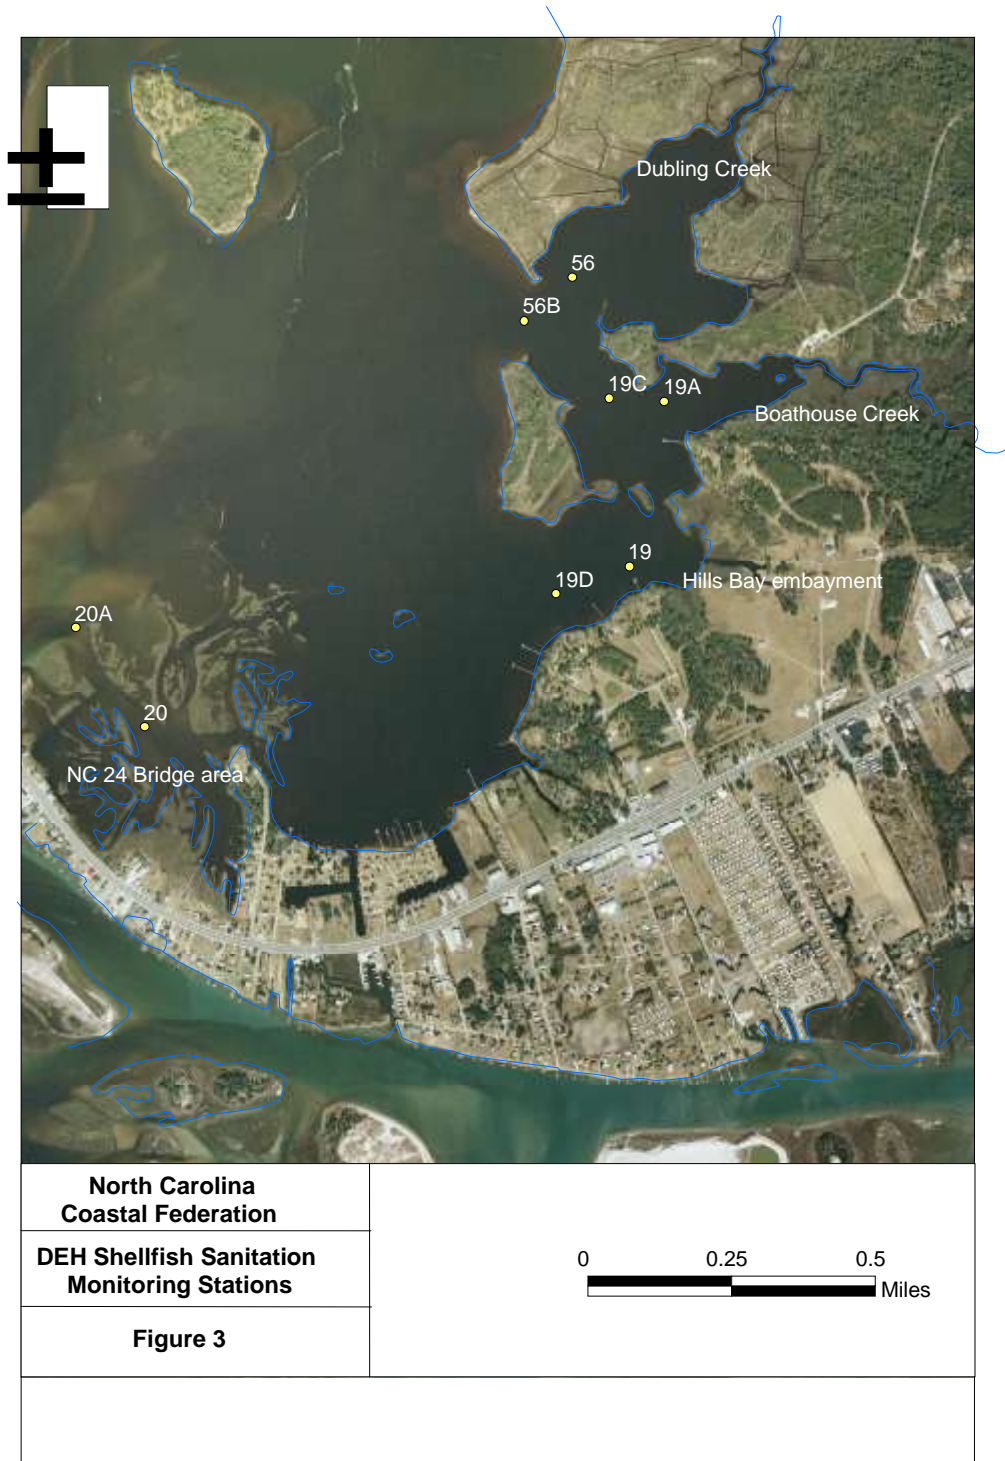 Dubling Creek
56
56B
19C
19A
Boathouse Creek
19
19D
Hills Bay embayment
20A
20
NC 24 Bridge area
North Carolina
Coastal Federation
DEH Shellfish Sanitation
Monitoring Stations
Figure 3
0 0.25 0.5
Miles